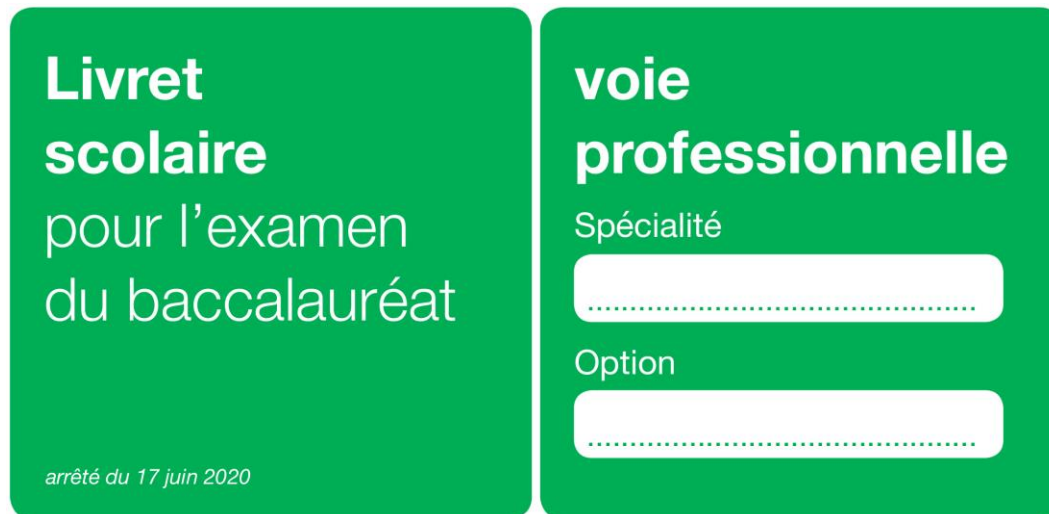 Livret
scolaire
pour l’examen
du baccalauréat
arrêté du 17 juin 2020
voie
professionnelle
Spécialité
Option